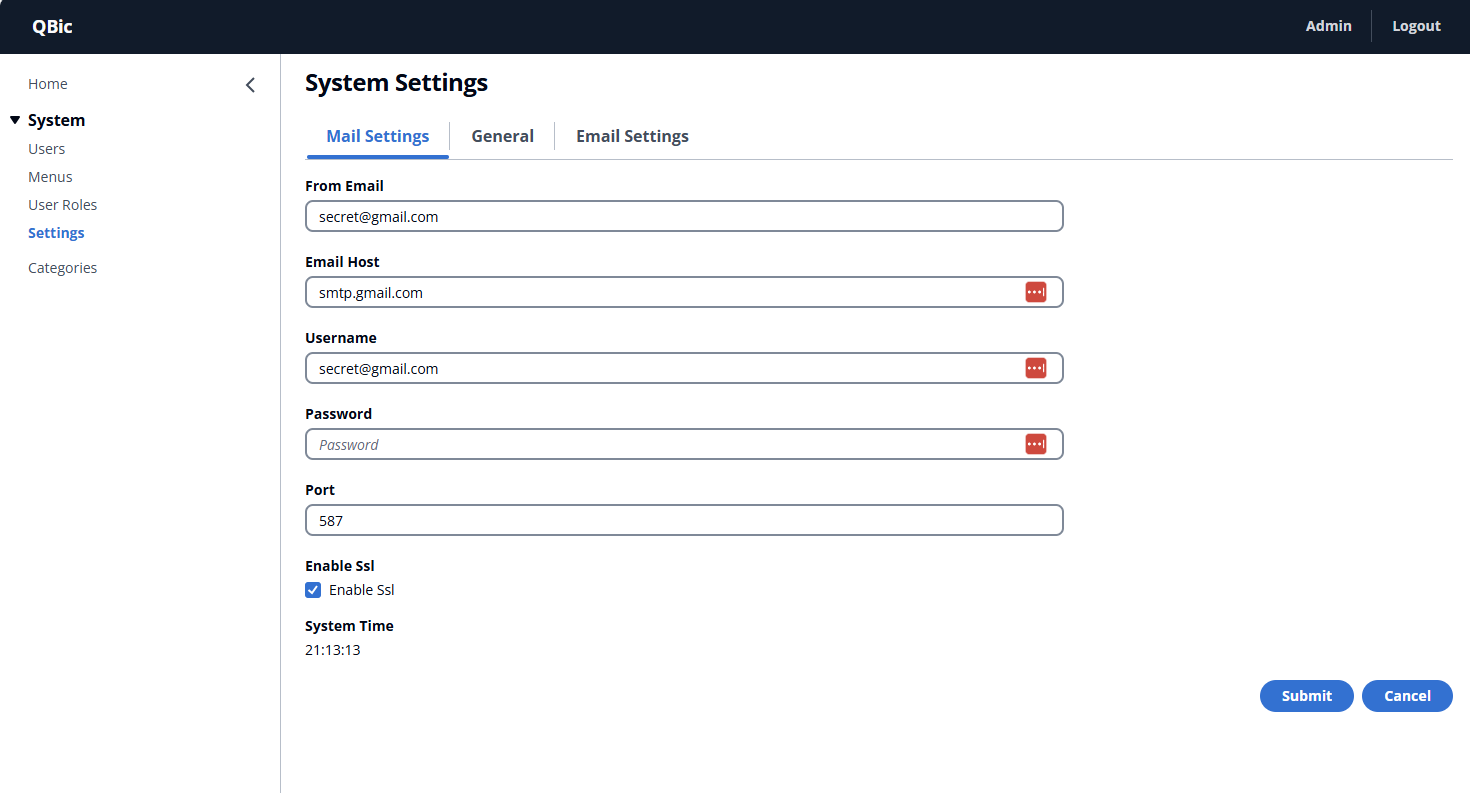 QBic
Admin
Logout
Home
System
Users
Menus
User Roles
Settings
Categories
System Settings
Mail Settings
General
Email Settings
From Email
secret@gmail.com
Email Host
smtp.gmail.com
Username
secret@gmail.com
Password
Password
Port
587
Enable Ssl
Enable Ssl
System Time
21:13:13
Submit
Cancel